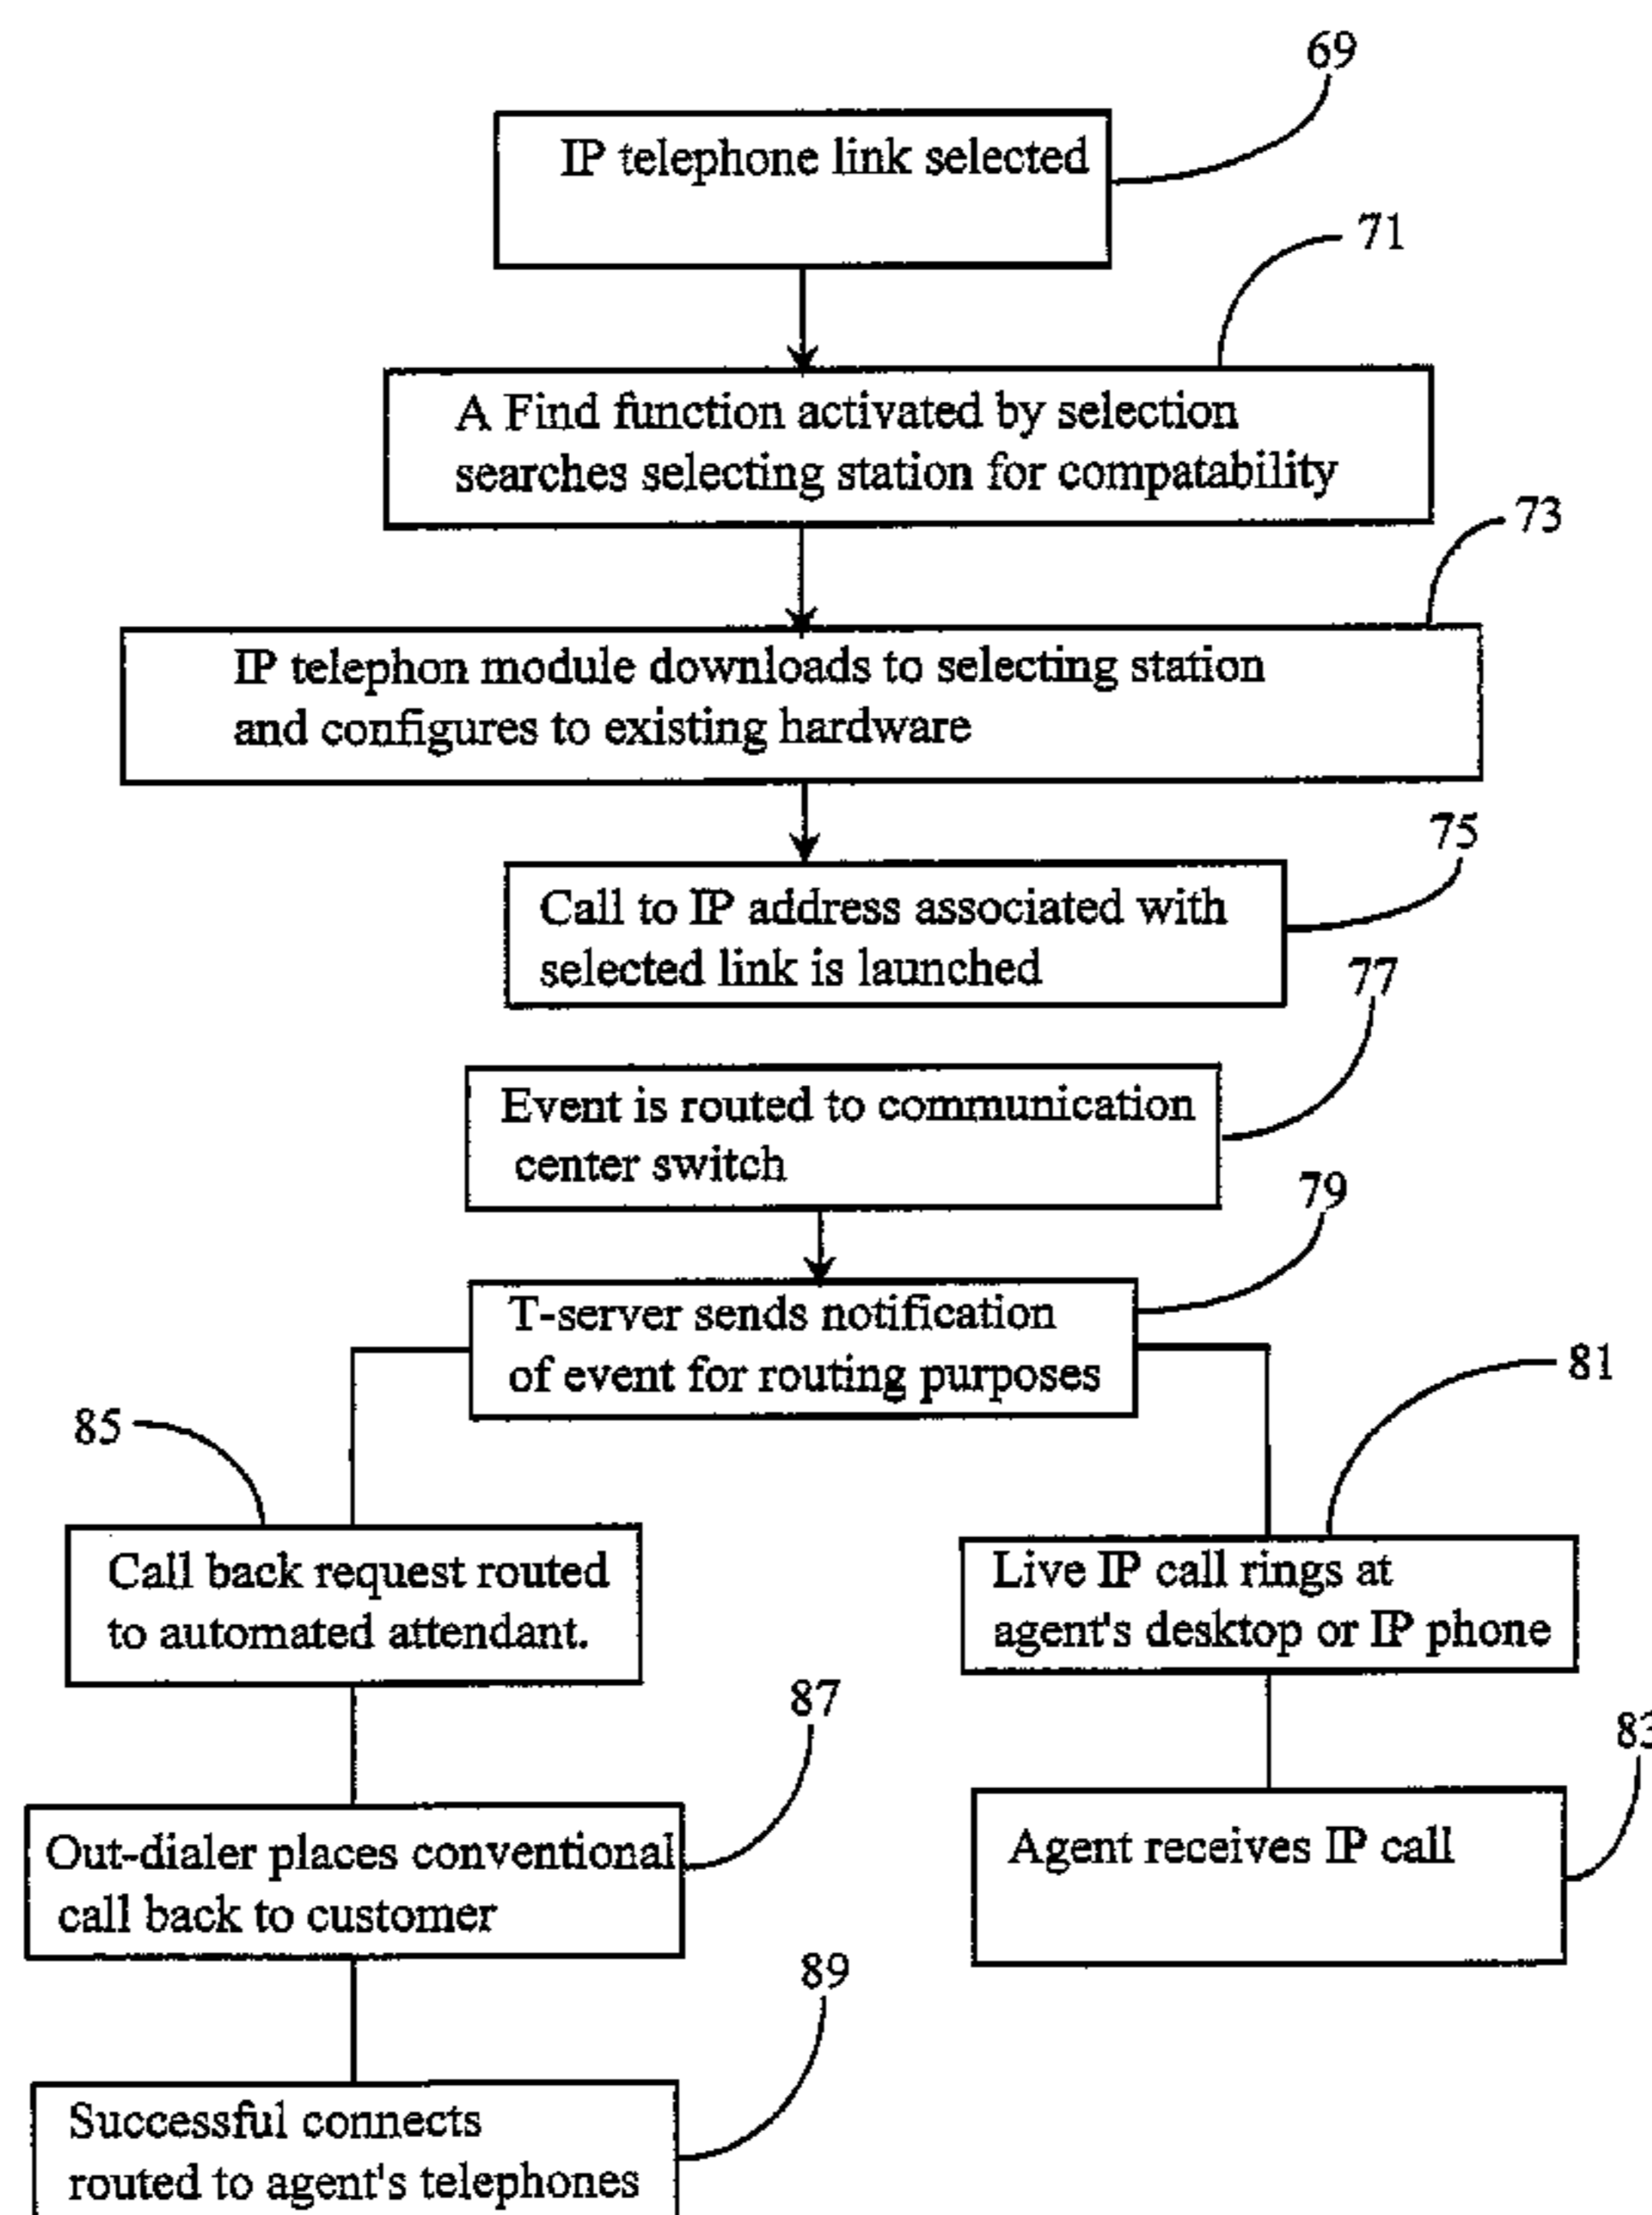 69
IP telephone link selected
71
A Find function activated by selection
searches selecting station for compatability
73
IP telephon module downloads to selecting station
and configures to existing hardware
75
Call to IP address associated with
selected link is launched
77
Event is routed to communication
center switch
79
T-server sends notification
of event for routing purposes
81
85
Call back request routed
to automated attendant.
Live IP call rings at
agent's desktop or IP phone
87
83
Out-dialer places conventional
call back to customer
Agent receives IP call
89
Successful connects
routed to agent's telephones